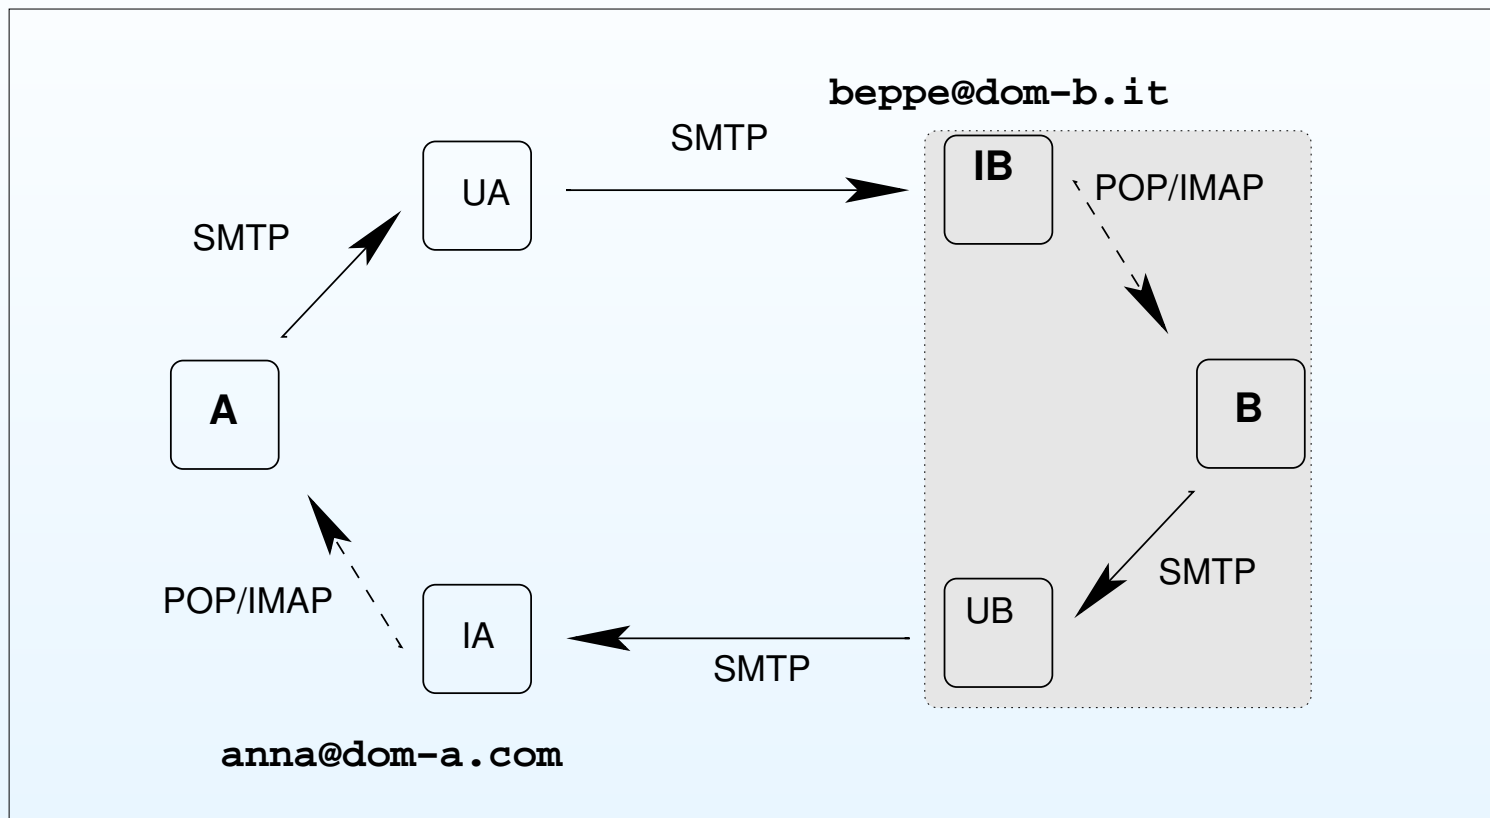 beppe@dom-b.it
SMTP
IB
UA
POP/IMAP
SMTP
A
B
SMTP
POP/IMAP
UB
IA
SMTP
anna@dom-a.com